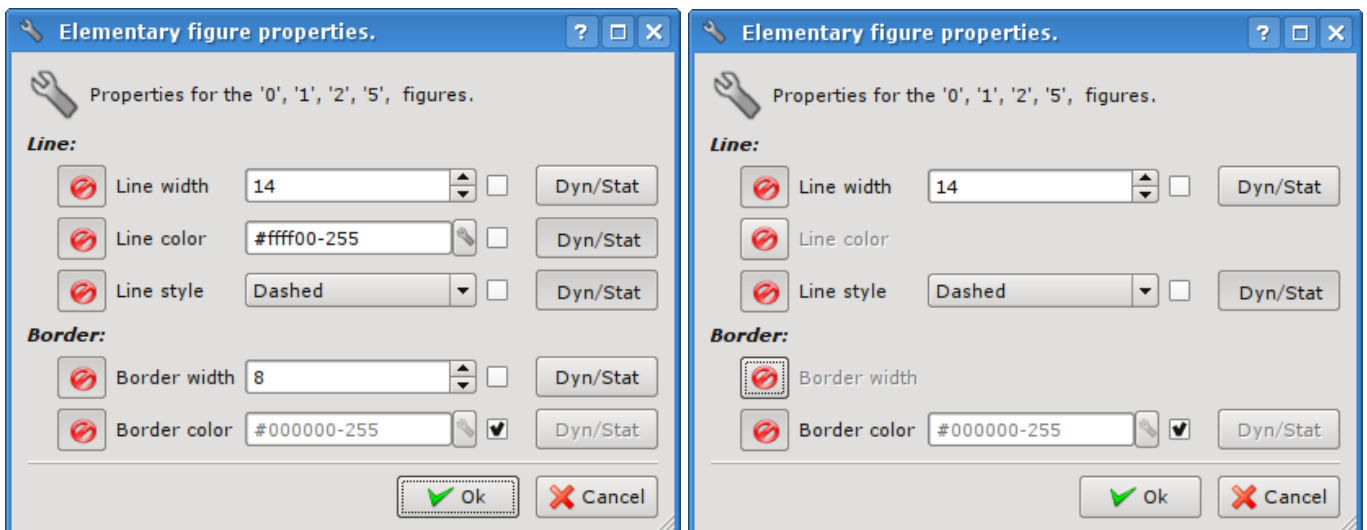 Elementary figure properties.
Properties for the '0', '1', '2', '5', figures.
Line:
Line width 14 Dyn/Stat
Line color #ffff00-255 Dyn/Stat
Line style Dashed Dyn/Stat
Border:
Border width 8 Dyn/Stat
Border color #000000-255 Dyn/Stat
Ok Cancel
Elementary figure properties.
Properties for the '0', '1', '2', '5', figures.
Line:
Line width 14 Dyn/Stat
Line color
Line style Dashed Dyn/Stat
Border:
Border width
Border color #000000-255 Dyn/Stat
Ok Cancel